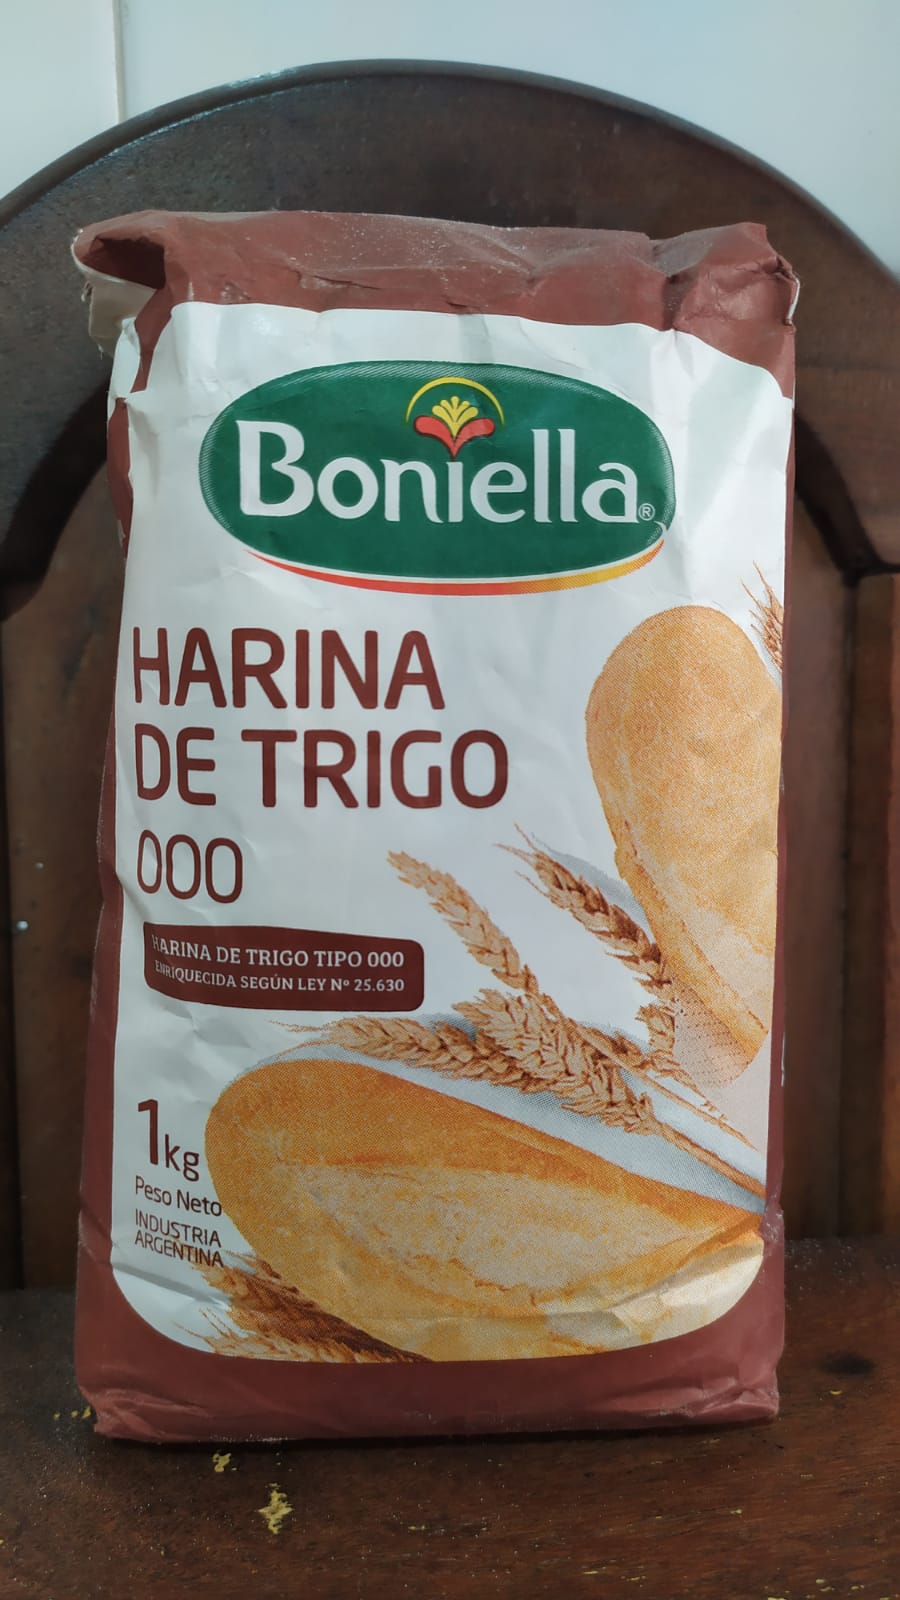 Boniella®
HARINA
DE TRIGO
000
HARINA DE TRIGO TIPO 000
ENRIQUECIDA SEGÚN LEY Nº 25.630
1kg
Peso Neto
INDUSTRIA
ARGENTINA